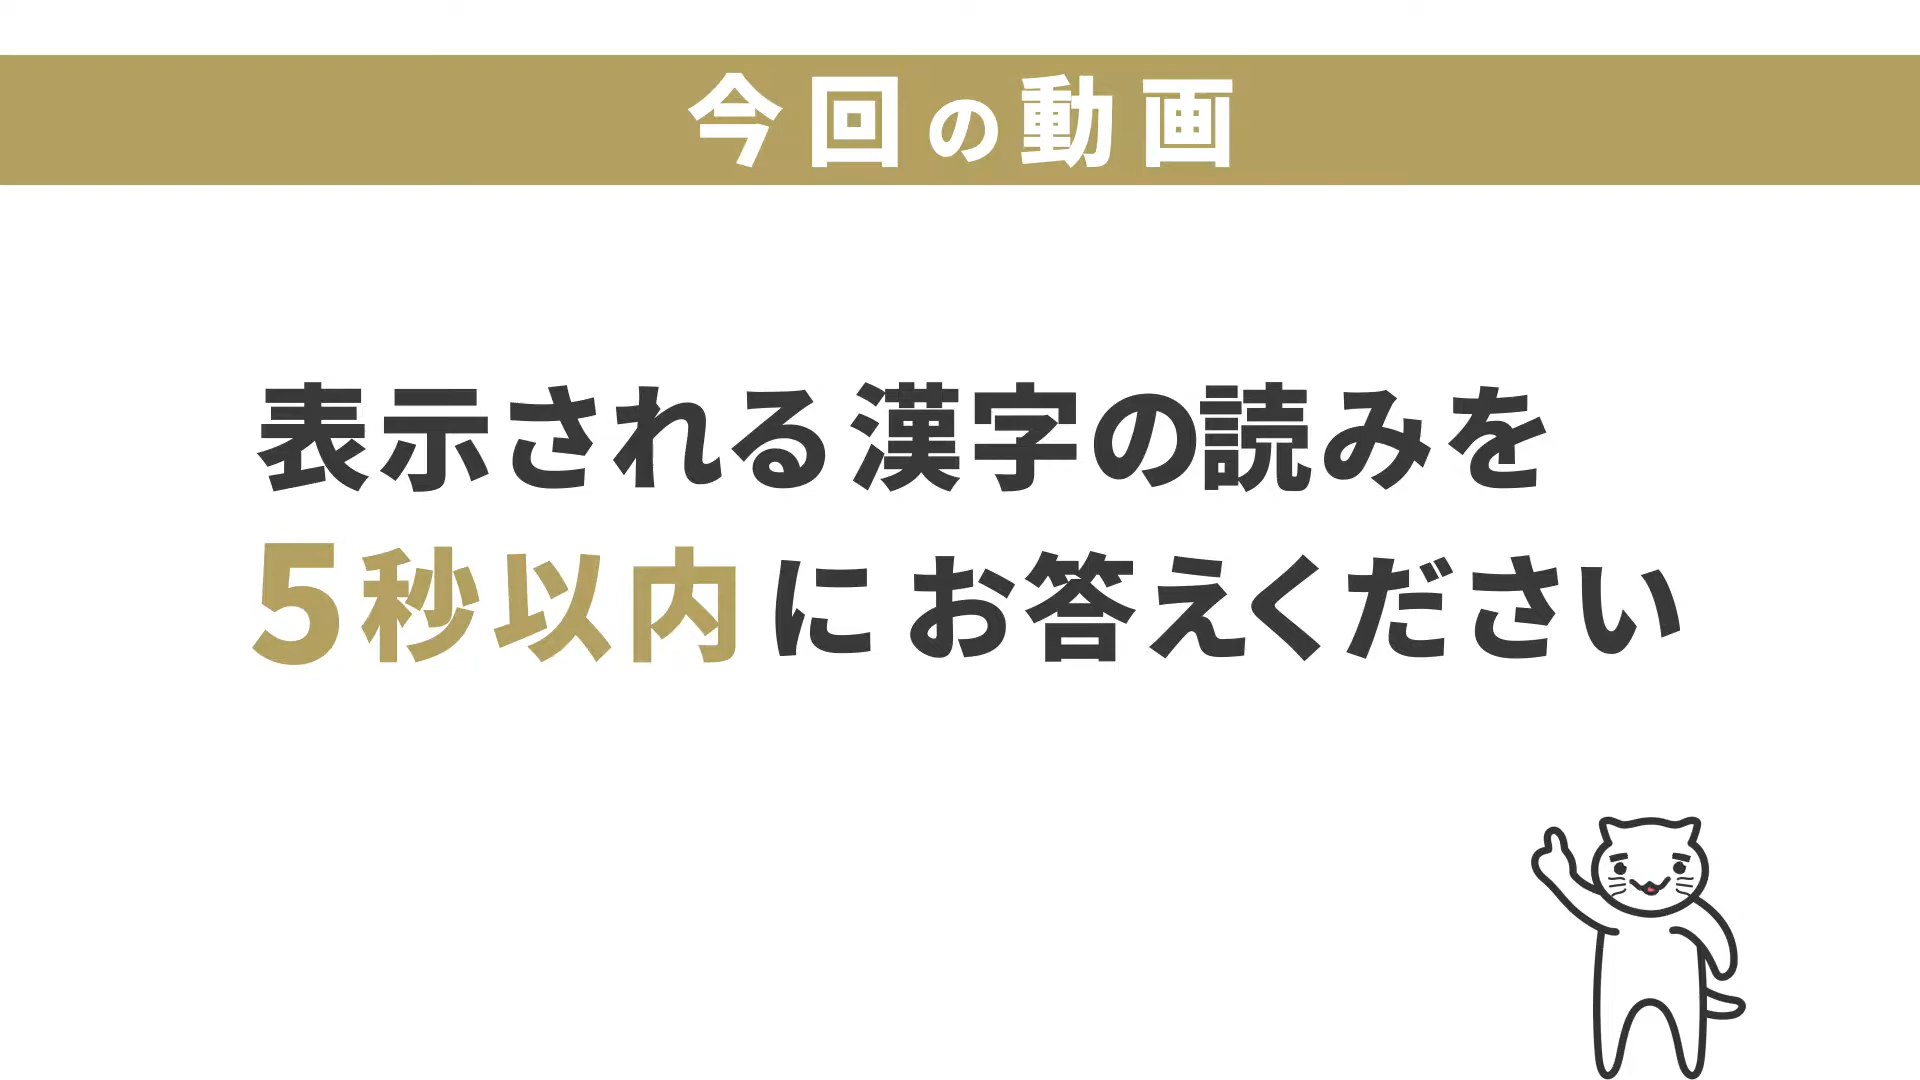 今回の動画
表示される漢字の読みを
5秒以内にお答えください